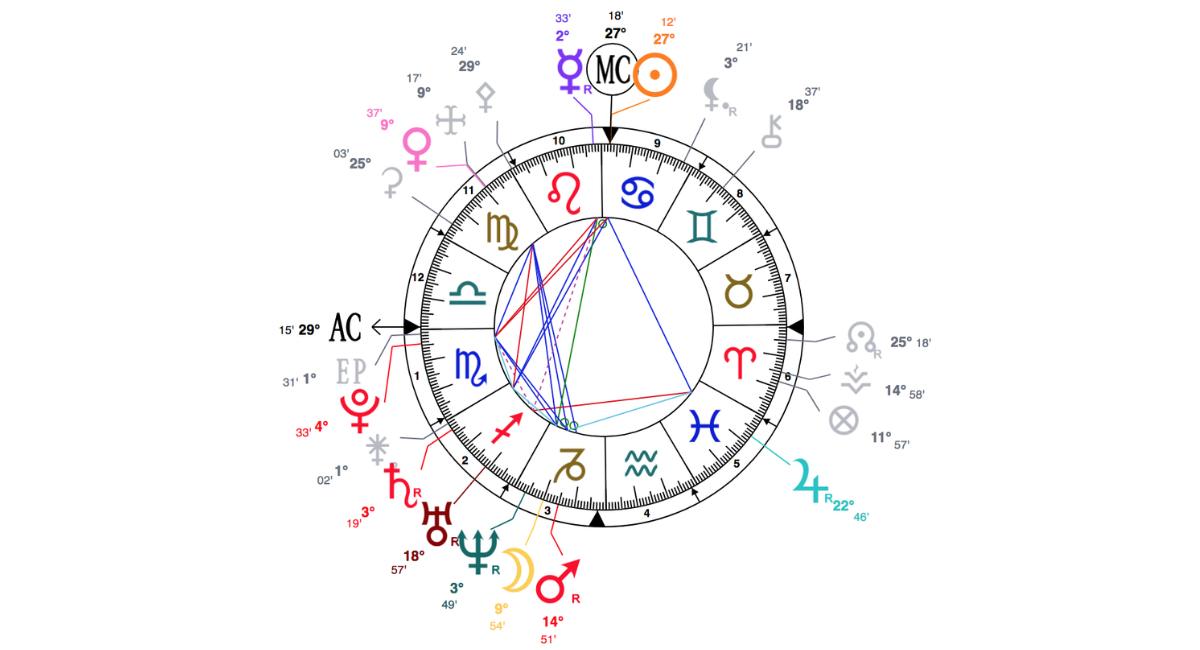 33' 18' 12'
2° 27° 27°
MC
R
24'
29°
21'
3°
R
37'
18°
17'
9°
37'
9°
03' 25°
10 9
11 8
12 7
15' 29° AC
1 6
EP
31' 1°
33' 4°
02' 1°
R
25° 18'
14° 58'
11° 57'
2 5
3 4
R
3°
19'
R
18°
57'
R
3°
49'
9°
54'
R
14°
51'
R 22°
46'